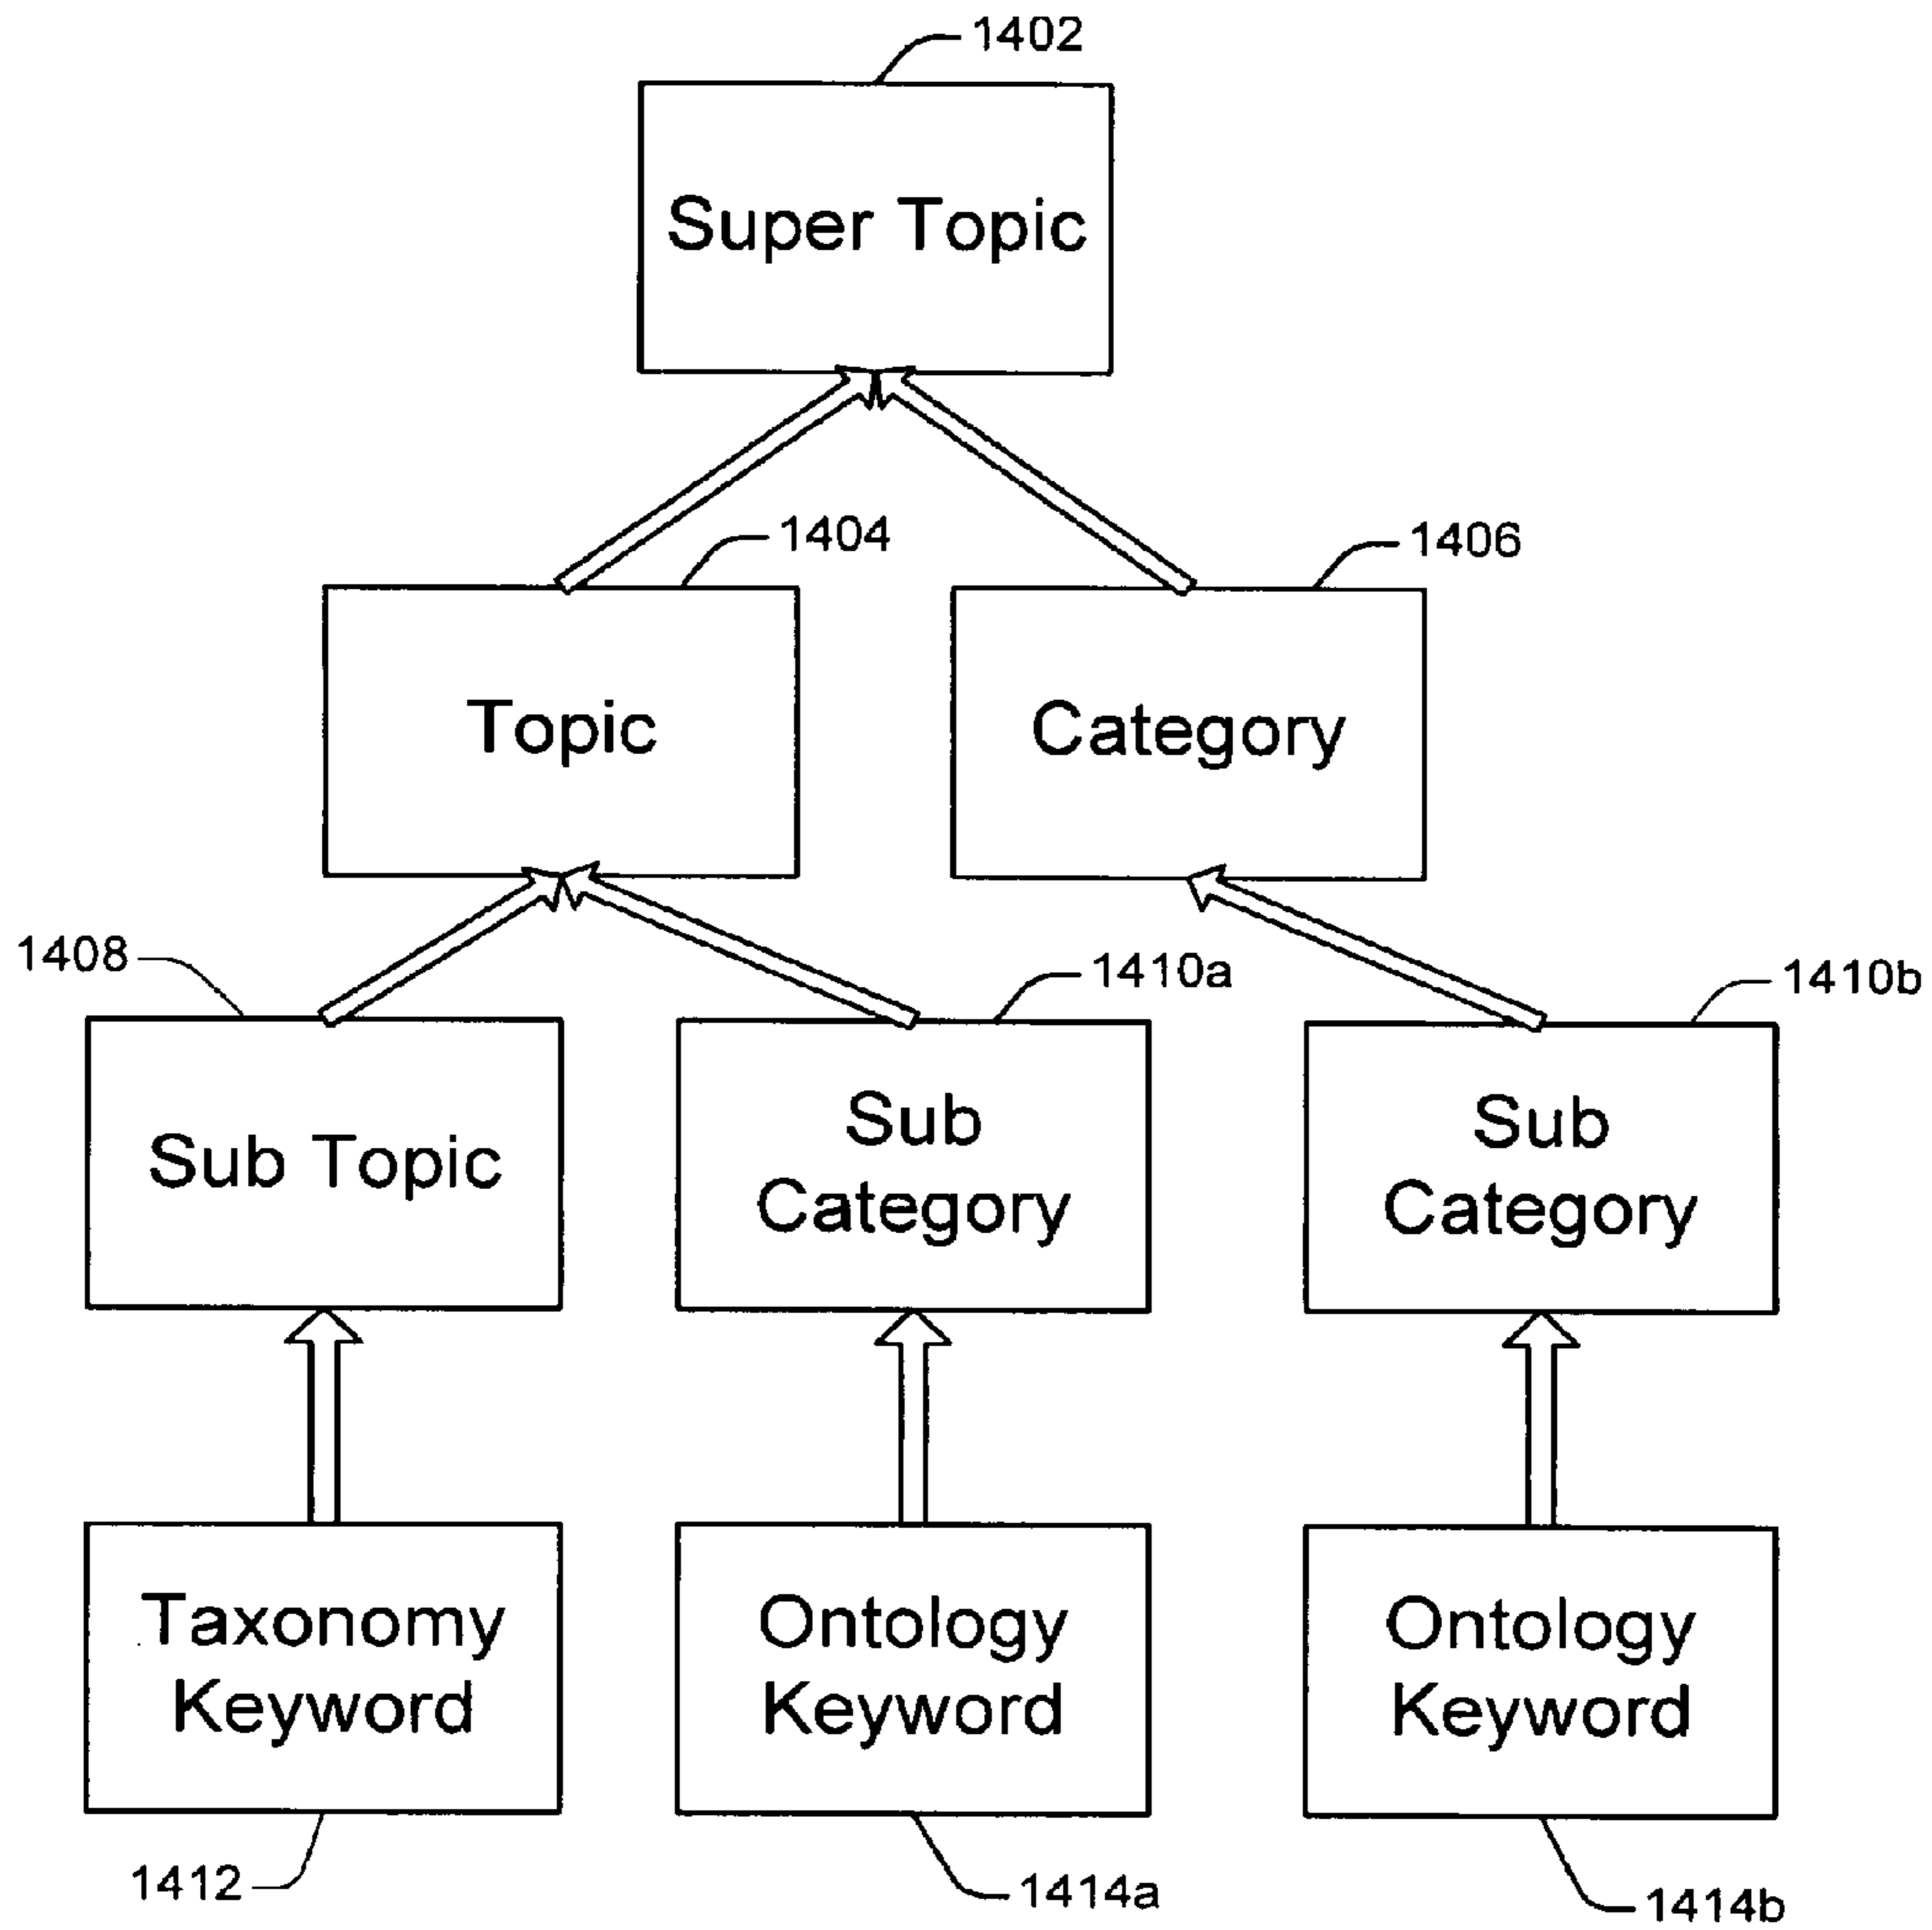 1402
Super Topic
1404
1406
Topic
Category
1408
1410a
1410b
Sub Topic
Sub
Category
Sub
Category
Taxonomy
Keyword
Ontology
Keyword
Ontology
Keyword
1412
1414a
1414b